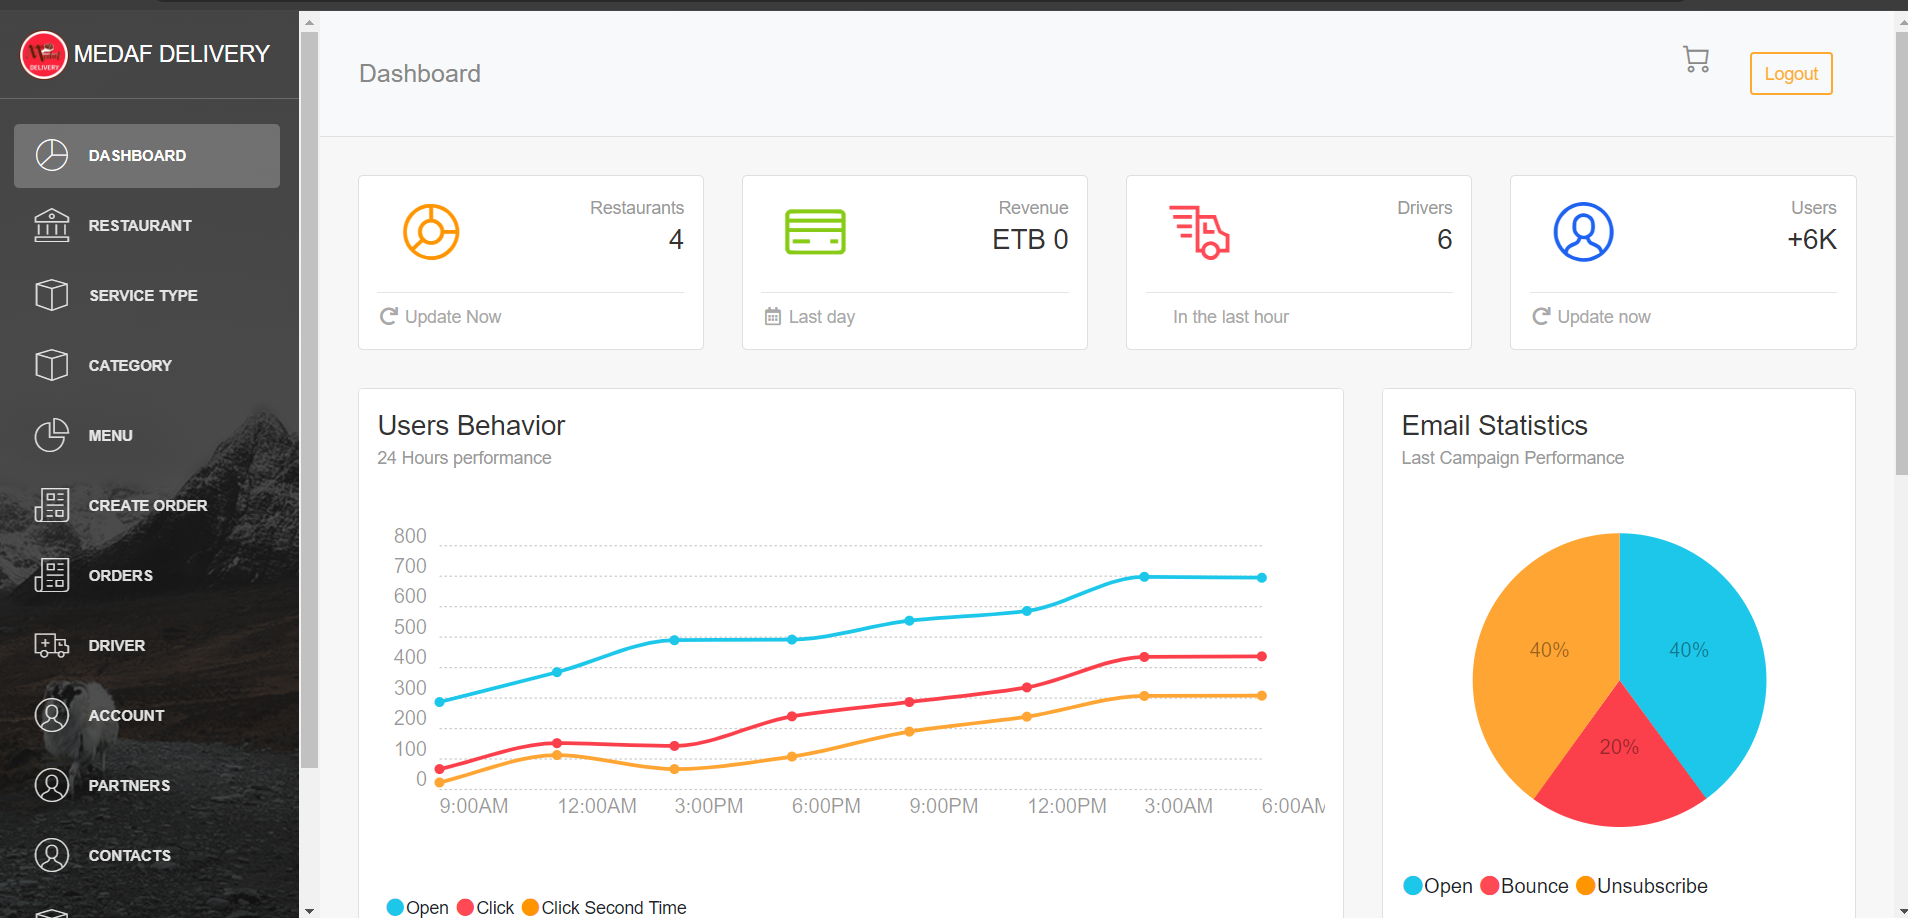 MEDAF DELIVERY
DASHBOARD
RESTAURANT
SERVICE TYPE
CATEGORY
MENU
CREATE ORDER
ORDERS
DRIVER
ACCOUNT
PARTNERS
CONTACTS
Dashboard
Logout
Restaurants
4
Update Now
Revenue
ETB 0
Last day
Drivers
6
In the last hour
Users
+6K
Update now
Users Behavior
24 Hours performance
800
700
600
500
400
300
200
100
0
9:00AM 12:00AM 3:00PM 6:00PM 9:00PM 12:00PM 3:00AM 6:00AM
Open Click Click Second Time
Email Statistics
Last Campaign Performance
40% 40%
20%
Open Bounce Unsubscribe